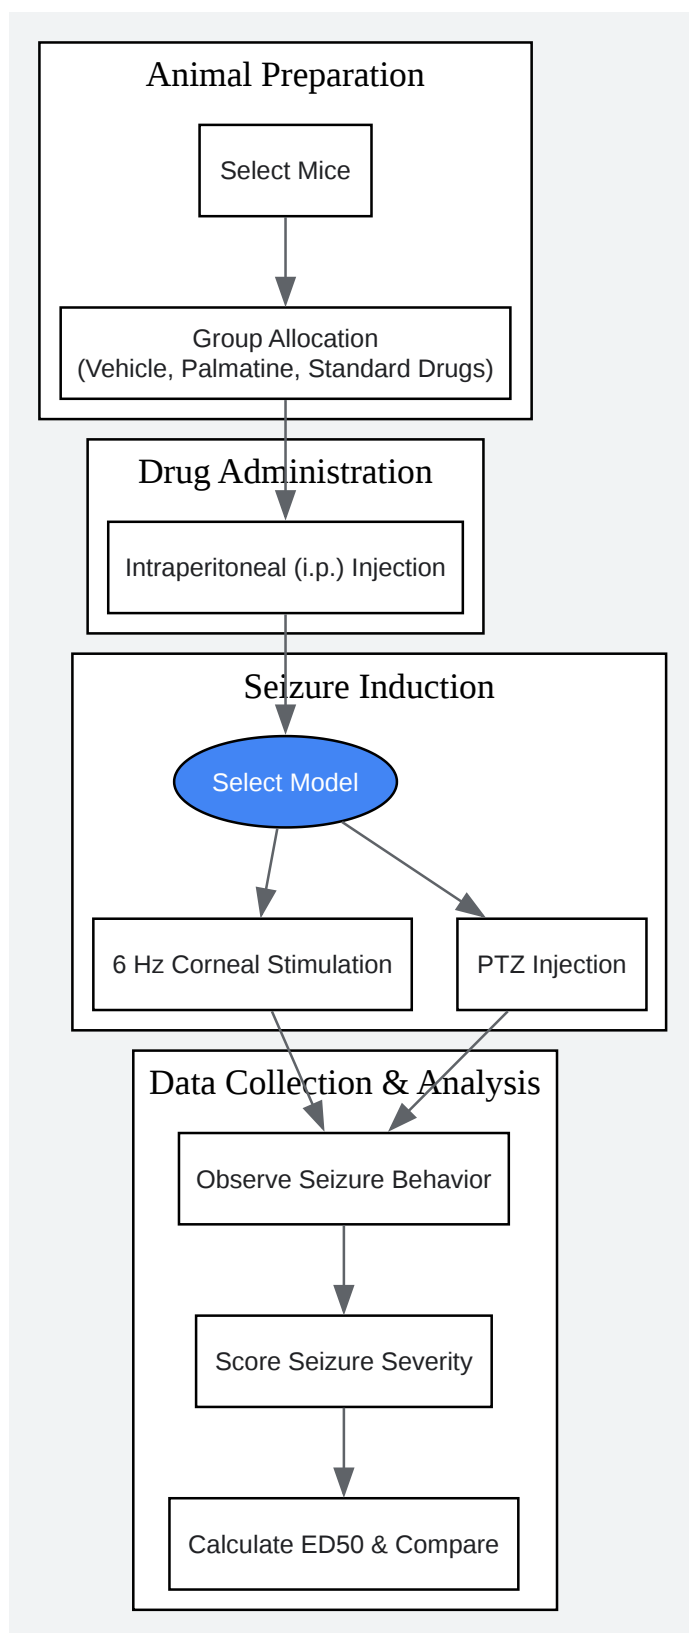 Animal Preparation
Select Mice
Group Allocation
(Vehicle, Palmatine, Standard Drugs)
Drug Administration
Intraperitoneal (i.p.) Injection
Seizure Induction
Select Model
6 Hz Corneal Stimulation
PTZ Injection
Data Collection & Analysis
Observe Seizure Behavior
Score Seizure Severity
Calculate ED50 & Compare